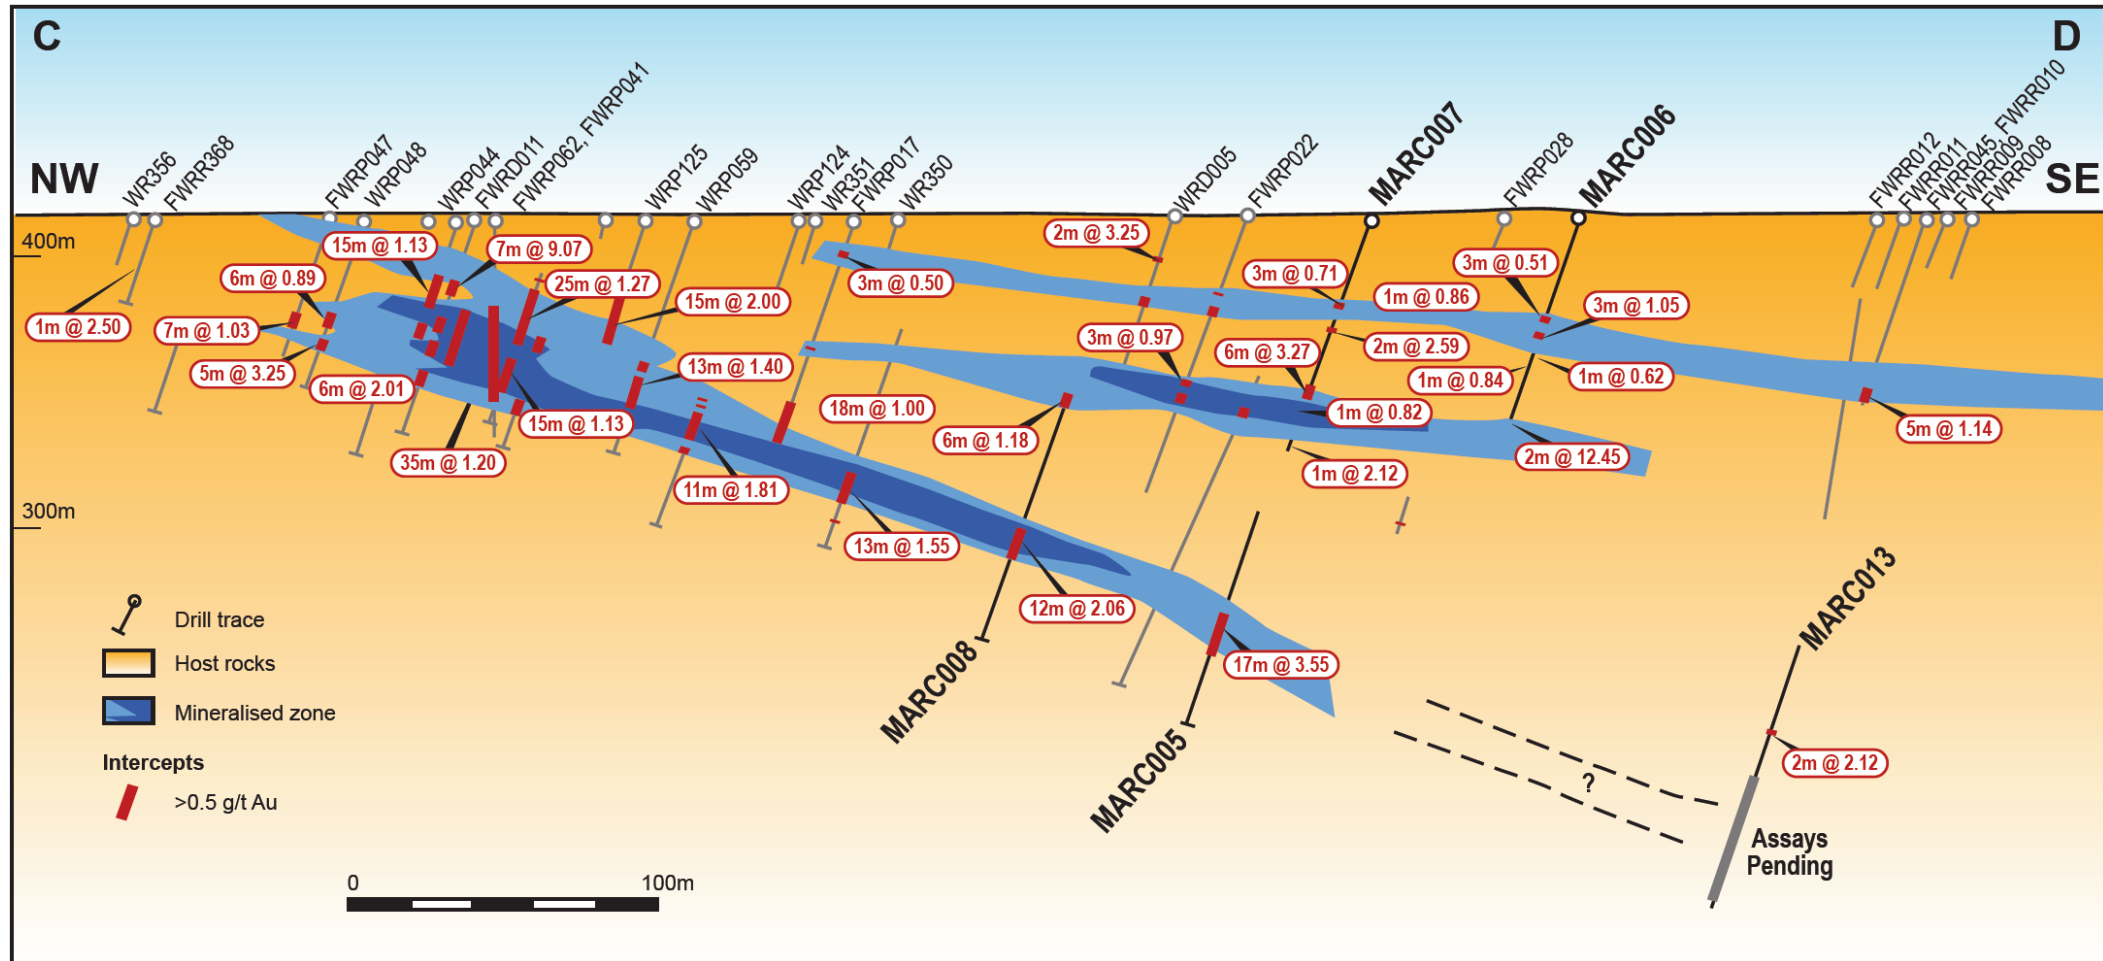 C
D
NW
SE
WR356
FWRR368
FWRP047
WRP048
WRP044
FWRD011
FWRP062, FWRP041
WRP125
WRP059
WRP124
WR351
FWRP017
WR350
WRD005
FWRP022
MARC007
FWRP028
MARC006
FWRR012
FWRR011
FWRR045, FWRR010
FWRR009
FWRR008
400m
300m
15m @ 1.13
7m @ 9.07
2m @ 3.25
6m @ 0.89
25m @ 1.27
3m @ 0.50
3m @ 0.71
3m @ 0.51
1m @ 0.86
3m @ 1.05
15m @ 2.00
1m @ 2.50
7m @ 1.03
3m @ 0.97
6m @ 3.27
2m @ 2.59
5m @ 3.25
6m @ 2.01
13m @ 1.40
1m @ 0.84
1m @ 0.62
18m @ 1.00
1m @ 0.82
15m @ 1.13
6m @ 1.18
5m @ 1.14
35m @ 1.20
2m @ 12.45
1m @ 2.12
11m @ 1.81
13m @ 1.55
12m @ 2.06
17m @ 3.55
MARC008
MARC005
MARC013
2m @ 2.12
?
Assays
Pending
Drill trace
Host rocks
Mineralised zone
Intercepts
>0.5 g/t Au
0 100m